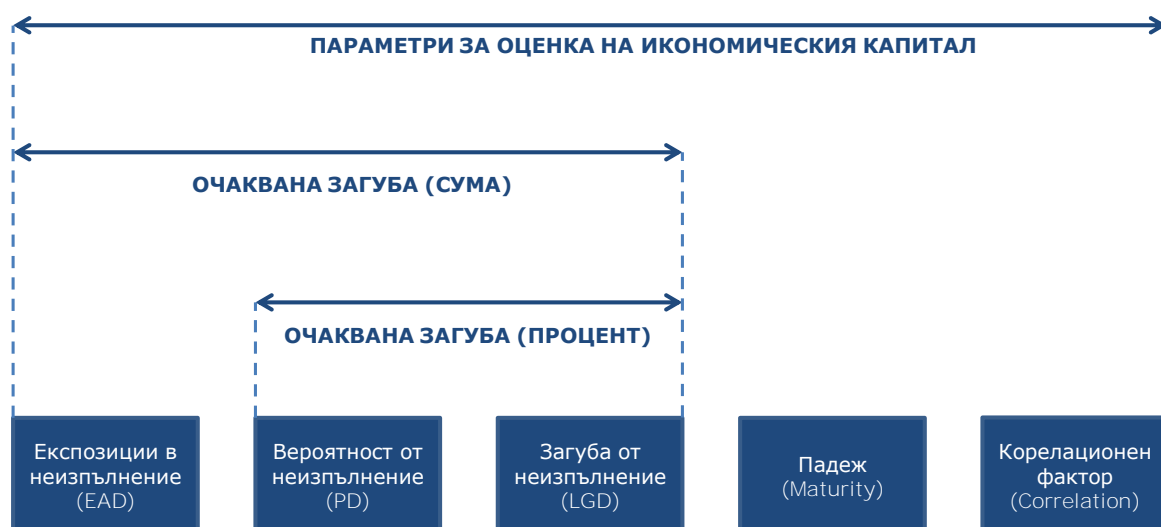 ПАРАМЕТРИ ЗА ОЦЕНКА НА ИКОНОМИЧЕСКИЯ КАПИТАЛ
ОЧАКВАНА ЗАГУБА (СУМА)
ОЧАКВАНА ЗАГУБА (ПРОЦЕНТ)
Експозиции в
неизпълнение
(EAD)
Вероятност от
неизпълнение
(PD)
Загуба от
неизпълнение
(LGD)
Падеж
(Maturity)
Корелационен
фактор
(Correlation)